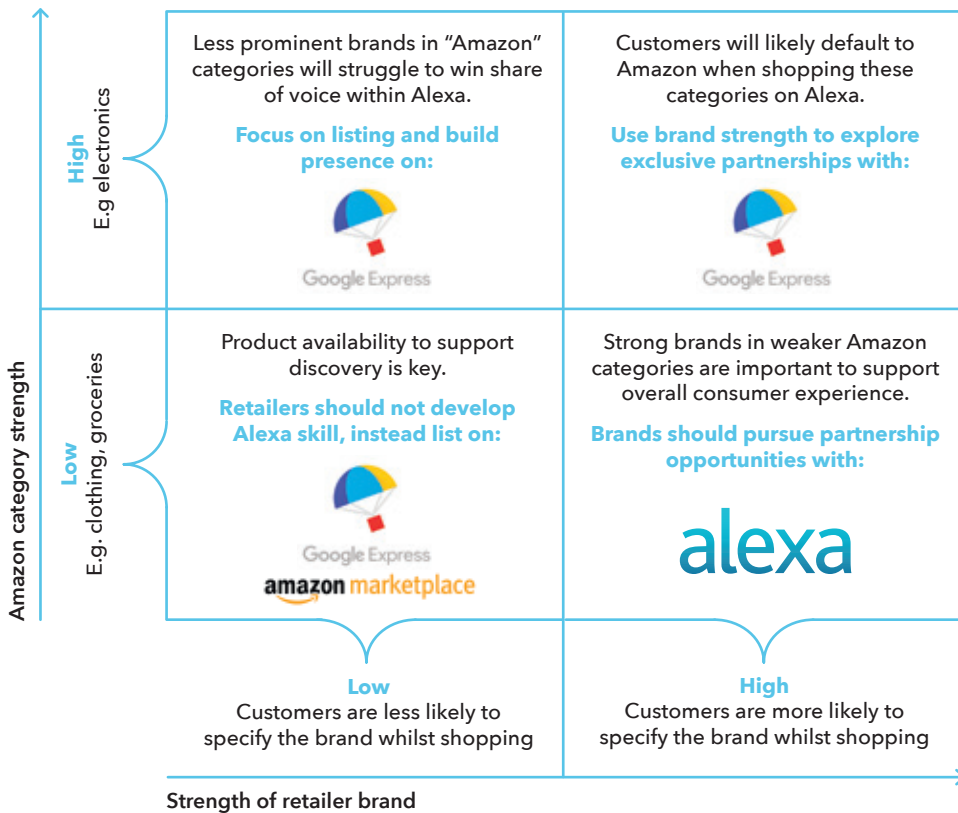 Amazon category strength
High
E.g electronics
Less prominent brands in “Amazon”
categories will struggle to win share
of voice within Alexa.
Focus on listing and build
presence on:
Google Express
Customers will likely default to
Amazon when shopping these
categories on Alexa.
Use brand strength to explore
exclusive partnerships with:
Google Express
Low
E.g. clothing, groceries
Product availability to support
discovery is key.
Retailers should not develop
Alexa skill, instead list on:
Google Express
amazon marketplace
Strong brands in weaker Amazon
categories are important to support
overall consumer experience.
Brands should pursue partnership
opportunities with:
alexa
Low
Customers are less likely to
specify the brand whilst shopping
High
Customers are more likely to
specify the brand whilst shopping
Strength of retailer brand